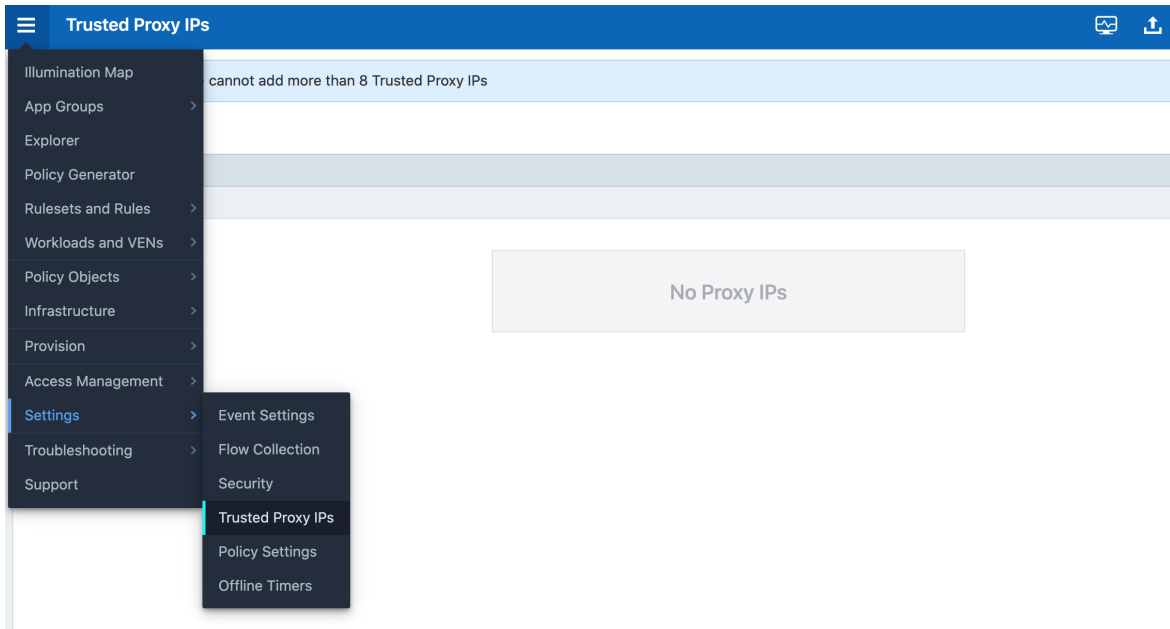 Trusted Proxy IPs
cannot add more than 8 Trusted Proxy IPs
Illumination Map
App Groups
Explorer
Policy Generator
Rulesets and Rules
Workloads and VENs
Policy Objects
Infrastructure
Provision
Access Management
Settings
Troubleshooting
Support
Event Settings
Flow Collection
Security
Trusted Proxy IPs
Policy Settings
Offline Timers
No Proxy IPs